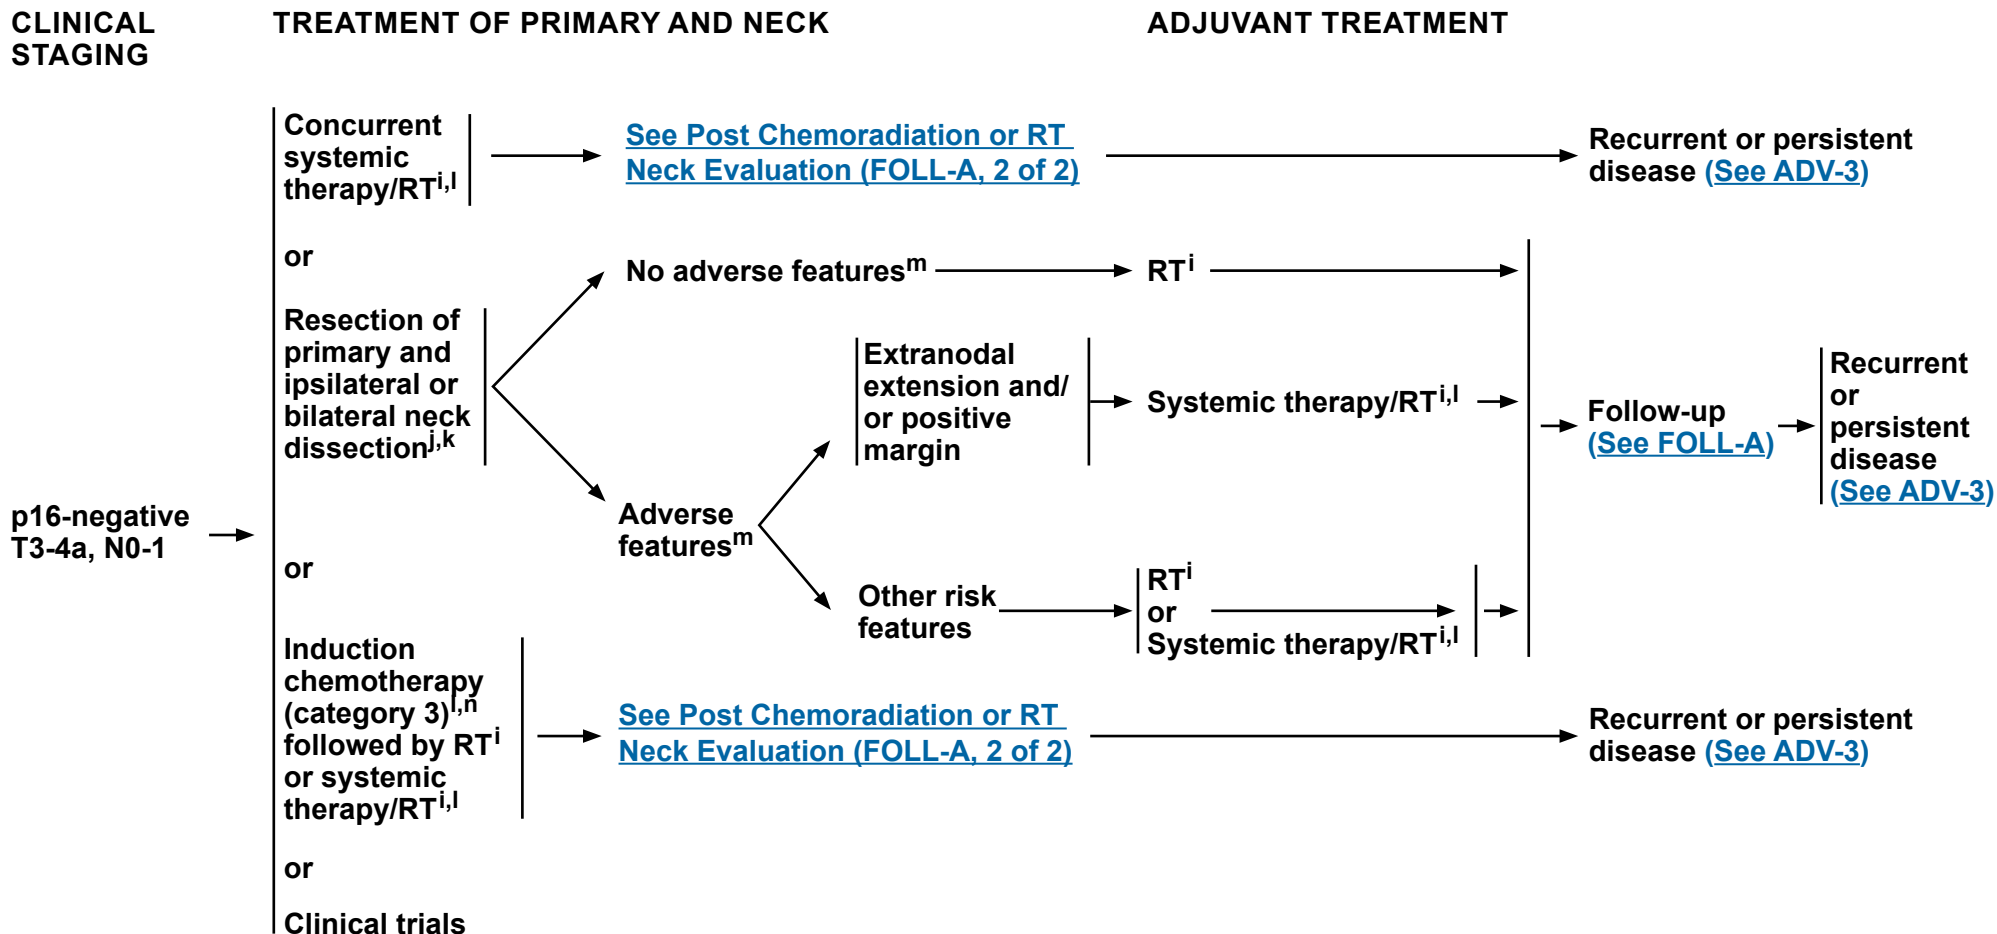 CLINICAL
STAGING
TREATMENT OF PRIMARY AND NECK
ADJUVANT TREATMENT
p16-negative
T3-4a, N0-1
Concurrent
systemic
therapy/RTi,l
See Post Chemoradiation or RT
Neck Evaluation (FOLL-A, 2 of 2)
Recurrent or persistent
disease (See ADV-3)
or
Resection of
primary and
ipsilateral or
bilateral neck
dissectionj,k
No adverse featuresm
RTi
Adverse
featuresm
Extranodal
extension and/
or positive
margin
Systemic therapy/RTi,l
Other risk
features
RTi
or
Systemic therapy/RTi,l
Follow-up
(See FOLL-A)
Recurrent
or
persistent
disease
(See ADV-3)
or
Induction
chemotherapy
(category 3)l,n
followed by RTi
or systemic
therapy/RTi,l
See Post Chemoradiation or RT
Neck Evaluation (FOLL-A, 2 of 2)
Recurrent or persistent
disease (See ADV-3)
or
Clinical trials